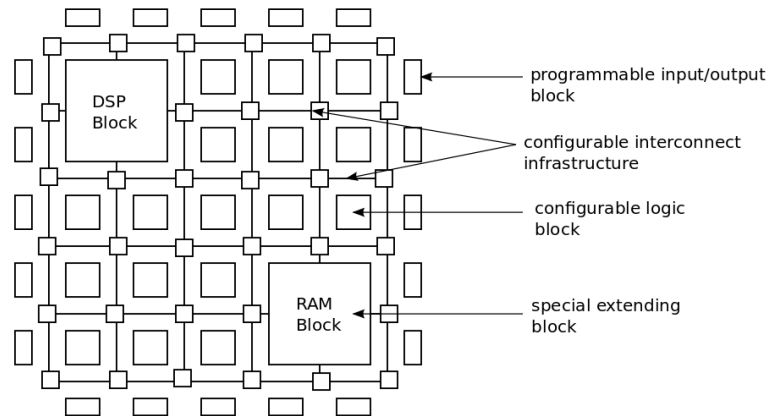 DSP
Block
programmable input/output
block
configurable interconnect
infrastructure
configurable logic
block
RAM
Block
special extending
block